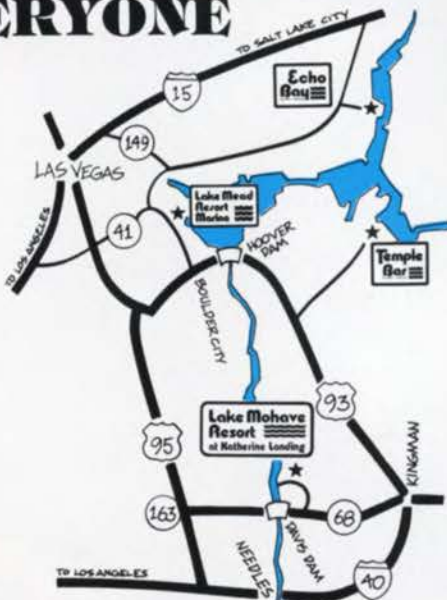 ERYONE
TO SALT LAKE CITY
15
Echo
Bay
149
LAS VEGAS
Lake Mead
Resort
Marina
41
TO LOS ANGELES
HOOVER
DAM
Temple
Bar
BOULDER CITY
93
Lake Mohave
Resort
at Katherine Landing
95
KINGMAN
163
68
DAVIS DAM
NEEDLES
40
TO LOS ANGELES